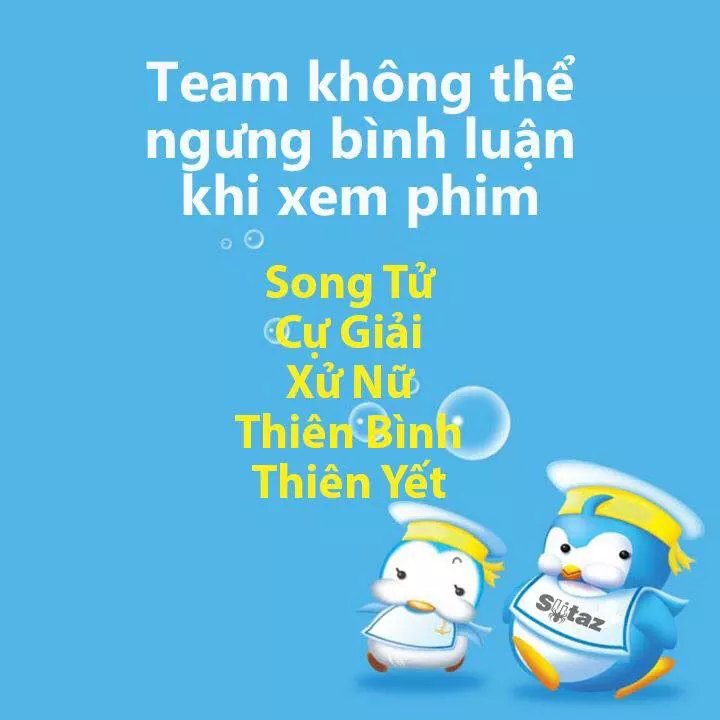 Team không thể
ngưng bình luận
khi xem phim
Song Tử
Cự Giải
Xử Nữ
Thiên Bình
Thiên Yết